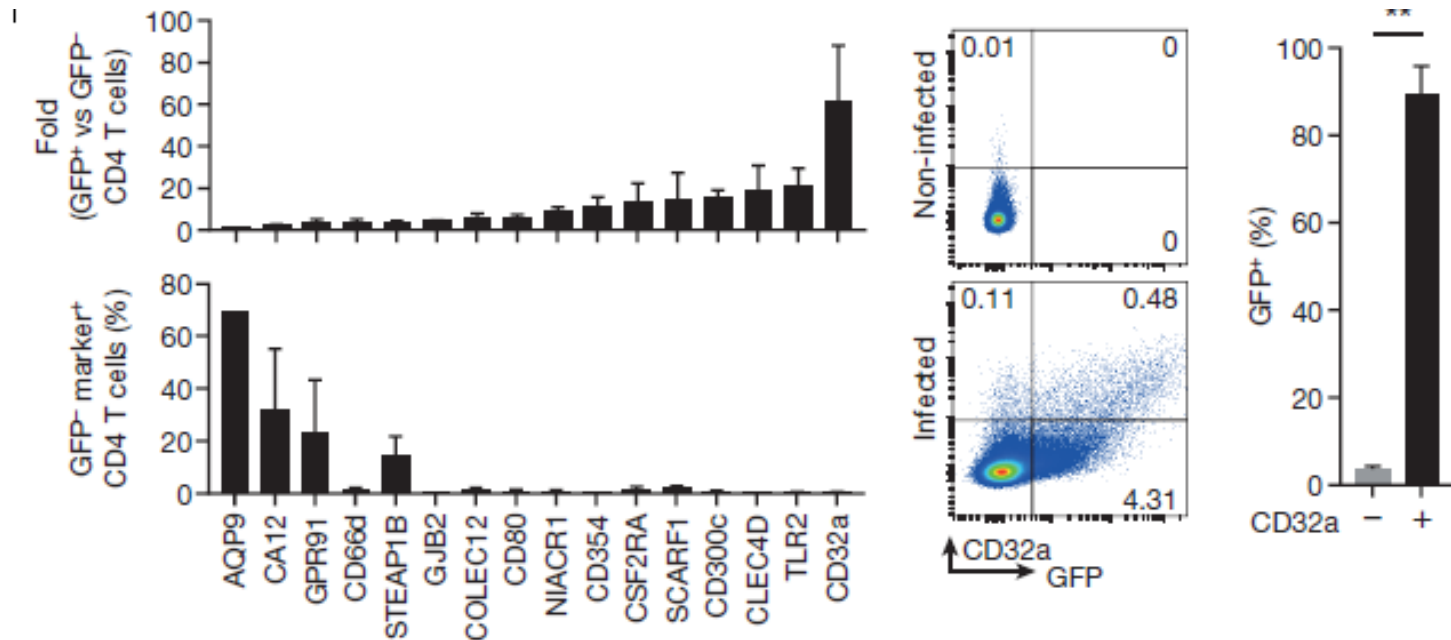 100
80
60
40
20
0
Fold
(GFP⁺ vs GFP⁻
CD4 T cells)
80
60
40
20
0
GFP⁻ marker⁺
CD4 T cells (%)
AQP9
CA12
GPR91
CD66d
STEAP1B
GJB2
COLEC12
CD80
NIACR1
CD354
CSF2RA
SCARF1
CD300c
CLEC4D
TLR2
CD32a
Non-infected
0.01 0
0
Infected
0.11 0.48
4.31
CD32a
GFP
**
100
80
60
40
20
0
GFP⁺ (%)
CD32a − +